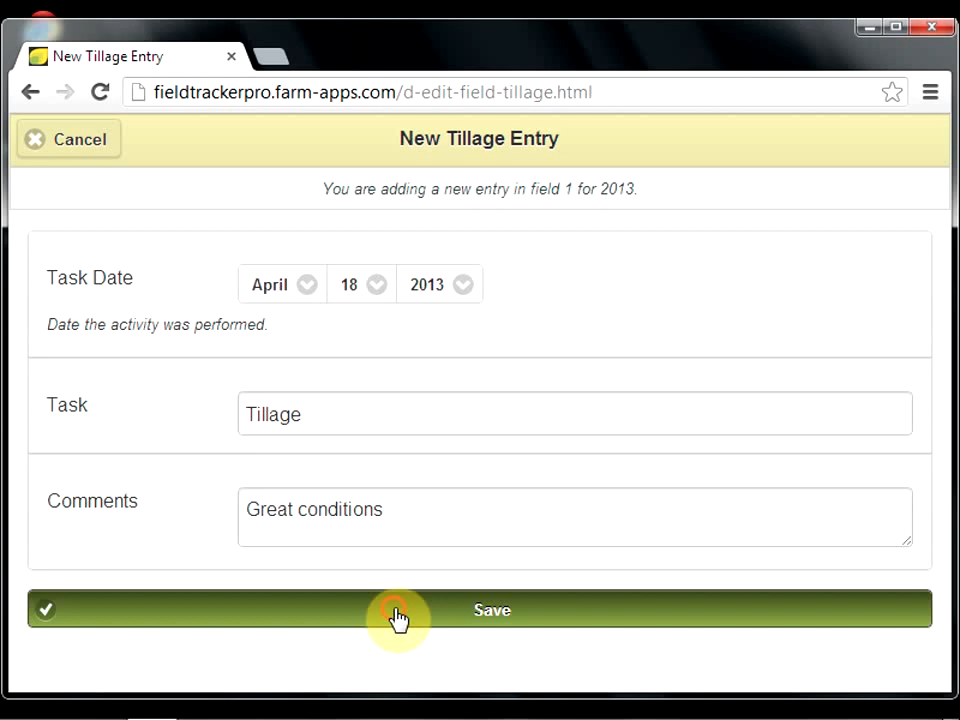 New Tillage Entry
fieldtrackerpro.farm-apps.com/d-edit-field-tillage.html
Cancel
New Tillage Entry
You are adding a new entry in field 1 for 2013.
Task Date
April 18 2013
Date the activity was performed.
Task
Tillage
Comments
Great conditions
Save